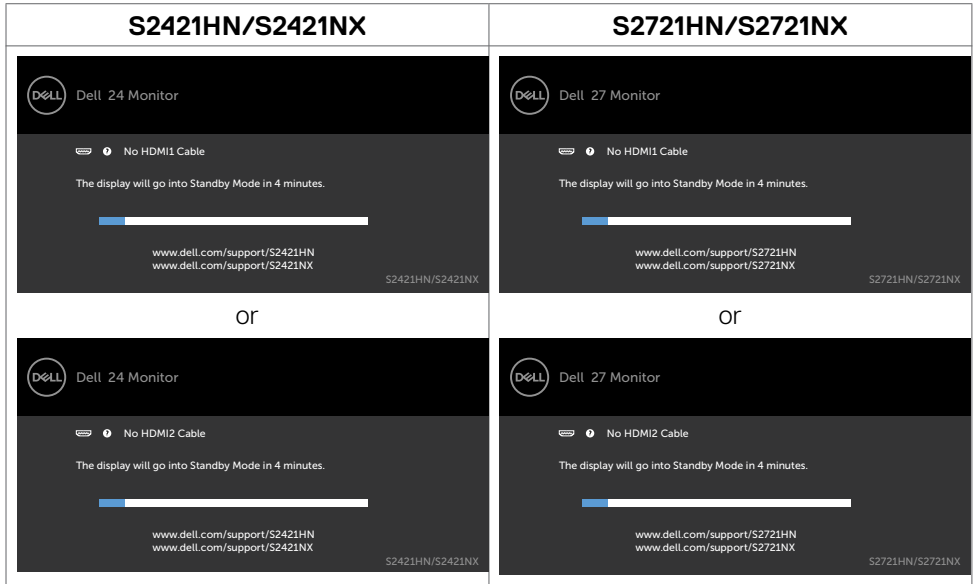 S2421HN/S2421NX
S2721HN/S2721NX
DELL
Dell 24 Monitor
No HDMI1 Cable
The display will go into Standby Mode in 4 minutes.
www.dell.com/support/S2421HN
www.dell.com/support/S2421NX
S2421HN/S2421NX
DELL
Dell 27 Monitor
No HDMI1 Cable
The display will go into Standby Mode in 4 minutes.
www.dell.com/support/S2721HN
www.dell.com/support/S2721NX
S2721HN/S2721NX
or
or
DELL
Dell 24 Monitor
? No HDMI2 Cable
The display will go into Standby Mode in 4 minutes.
www.dell.com/support/S2421HN
www.dell.com/support/S2421NX
S2421HN/S2421NX
DELL
Dell 27 Monitor
? No HDMI2 Cable
The display will go into Standby Mode in 4 minutes.
www.dell.com/support/S2721HN
www.dell.com/support/S2721NX
S2721HN/S2721NX